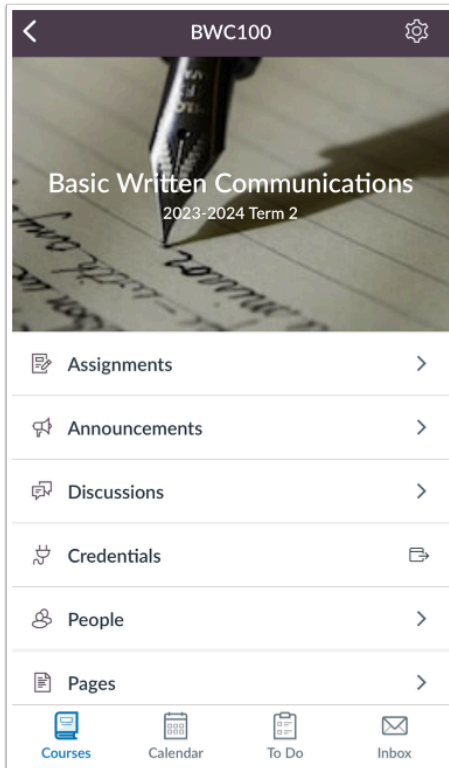 BWC100
Basic Written Communications
2023-2024 Term 2
Assignments
Announcements
Discussions
Credentials
People
Pages
Courses
Calendar
To Do
Inbox